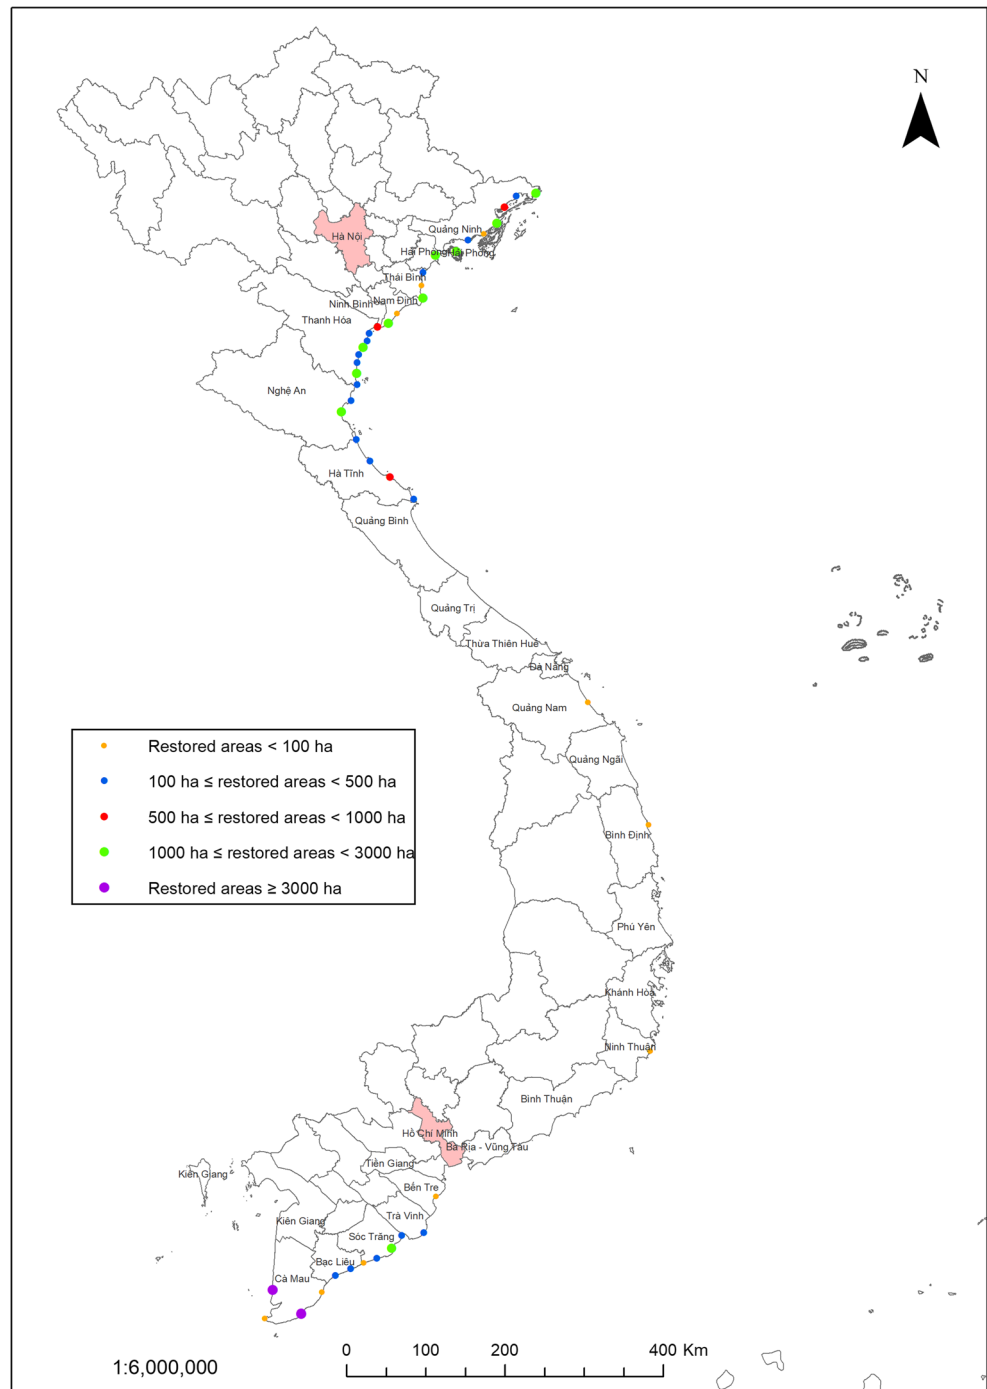 N
Quảng Ninh
Hà Nội
Hải Phòng
Hải Phòng
Thái Bình
Nam Định
Ninh Bình
Thanh Hóa
Nghệ An
Hà Tĩnh
Quảng Bình
Quảng Trị
Thừa Thiên Huế
Đà Nẵng
Quảng Nam
Restored areas < 100 ha
100 ha ≤ restored areas < 500 ha
500 ha ≤ restored areas < 1000 ha
1000 ha ≤ restored areas < 3000 ha
Restored areas ≥ 3000 ha
Quảng Ngãi
Bình Định
Phú Yên
Khánh Hòa
Ninh Thuận
Bình Thuận
Hồ Chí Minh
Bà Rịa - Vũng Tàu
Tiền Giang
Kiên Giang
Bến Tre
Trà Vinh
Kiên Giang
Sóc Trăng
Bạc Liêu
Cà Mau
0 100 200 400 Km
1:6,000,000